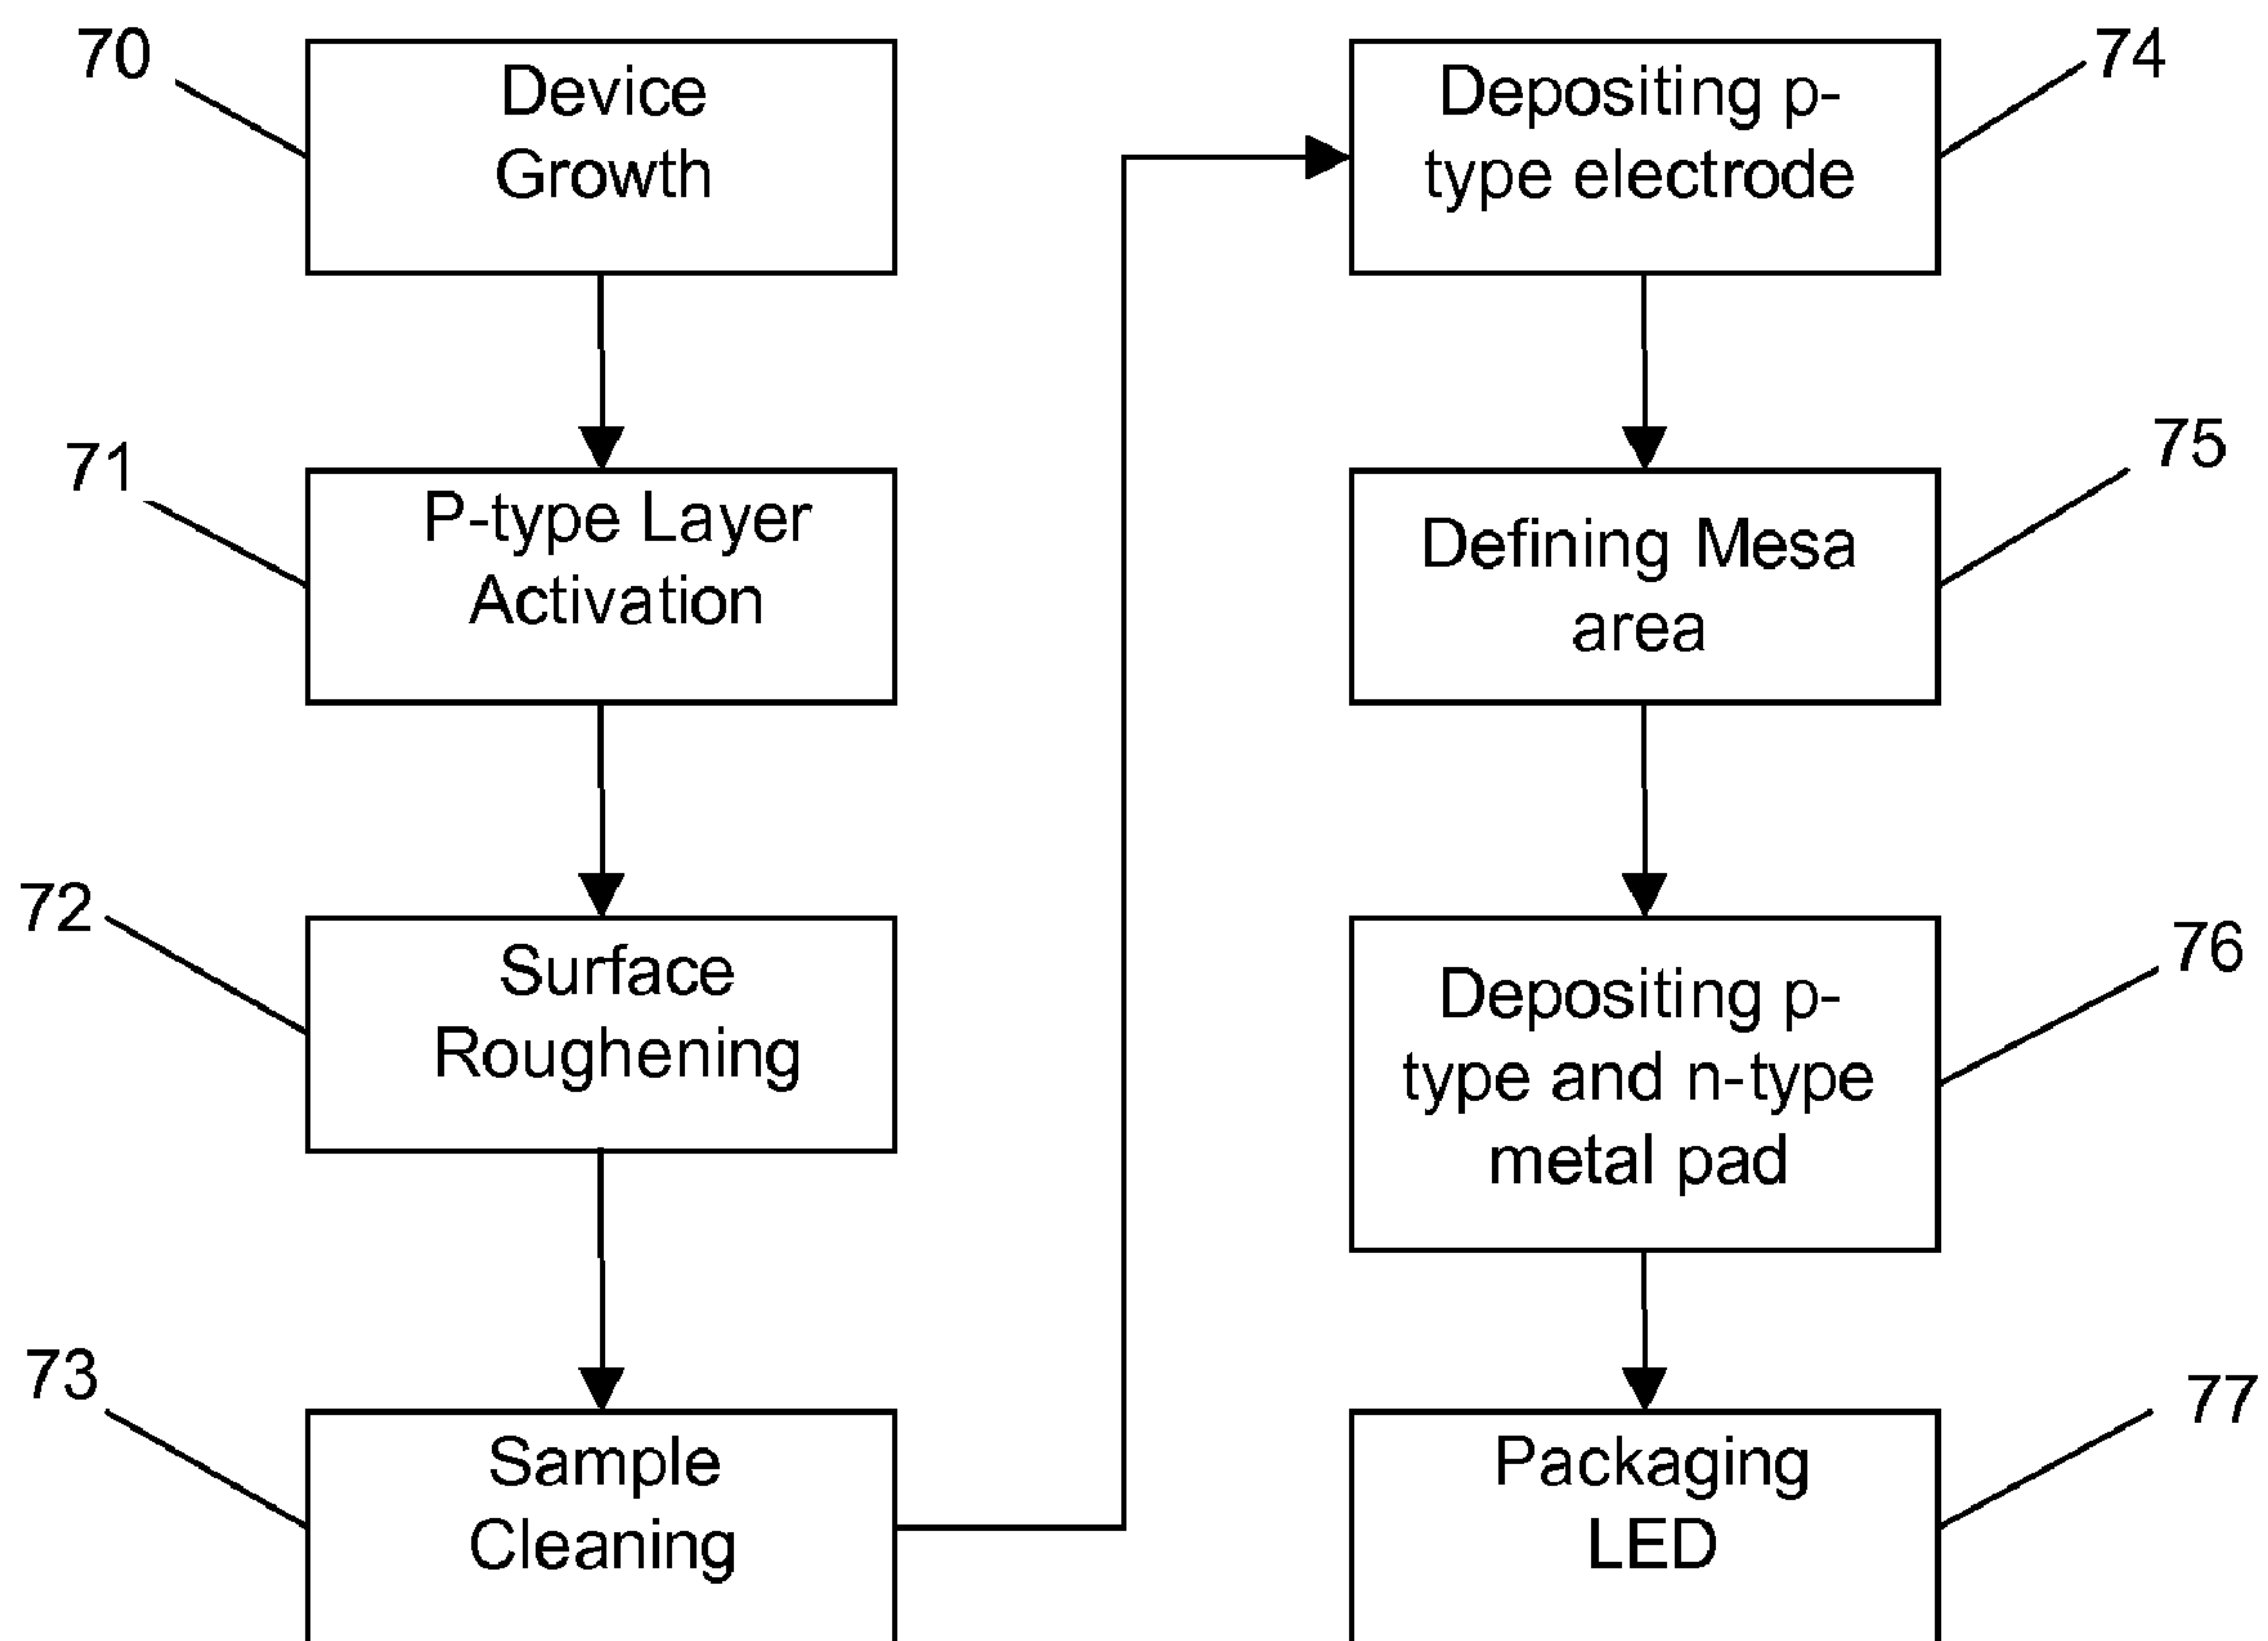 70
Device
Growth
71
P-type Layer
Activation
72
Surface
Roughening
73
Sample
Cleaning
74
Depositing p-
type electrode
75
Defining Mesa
area
76
Depositing p-
type and n-type
metal pad
77
Packaging
LED